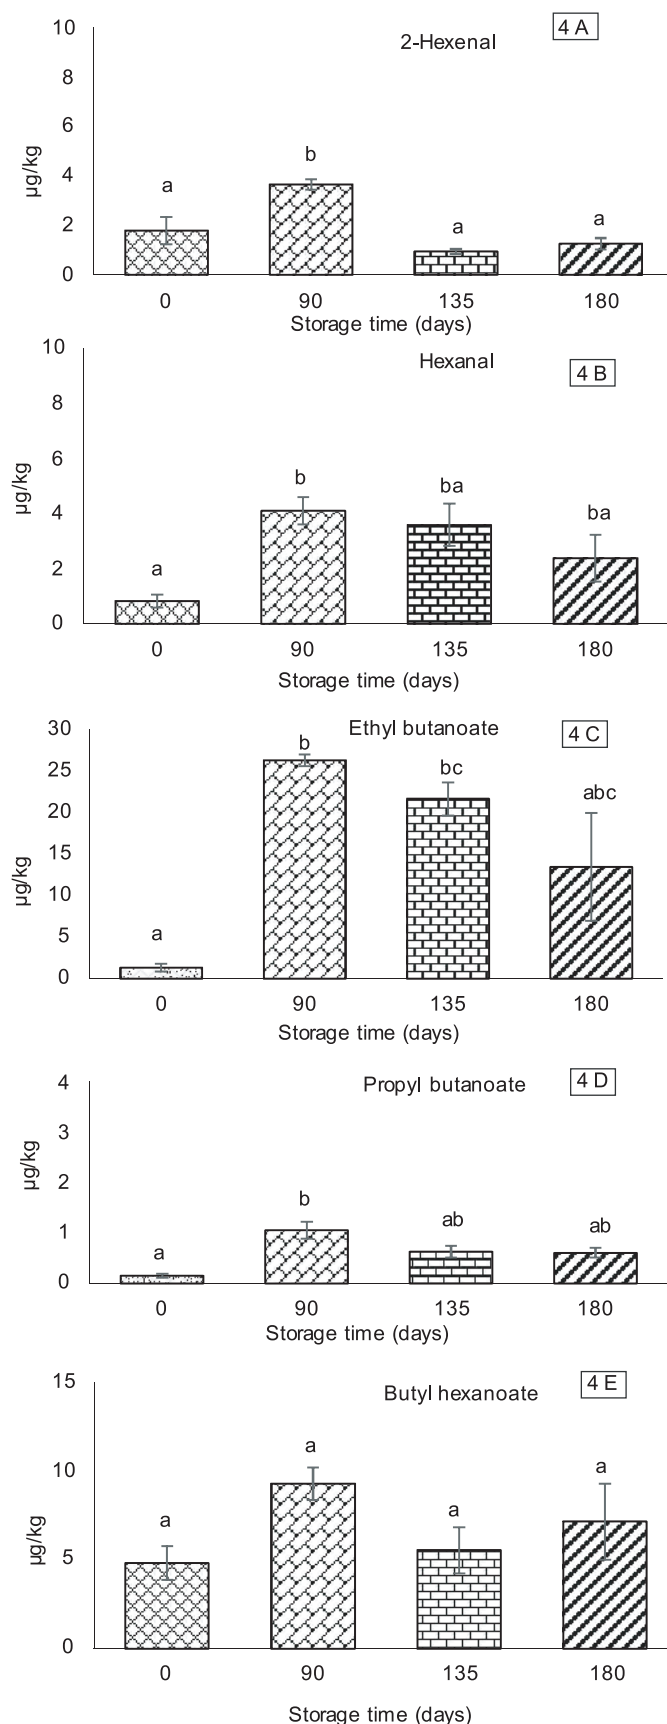 10
2-Hexenal
4 A
8
6
µg/kg
4
2
0
a
b
a
a
0 90 135 180
Storage time (days)
10
Hexanal
4 B
8
6
µg/kg
4
2
0
a
b
ba
ba
0 90 135 180
Storage time (days)
30
Ethyl butanoate
4 C
25
20
15
µg/kg
10
5
0
a
b
bc
abc
0 90 135 180
Storage time (days)
4
Propyl butanoate
4 D
3
µg/kg
2
1
0
a
b
ab
ab
0 90 135 180
Storage time (days)
15
Butyl hexanoate
4 E
10
µg/kg
5
0
a
a
a
a
0 90 135 180
Storage time (days)